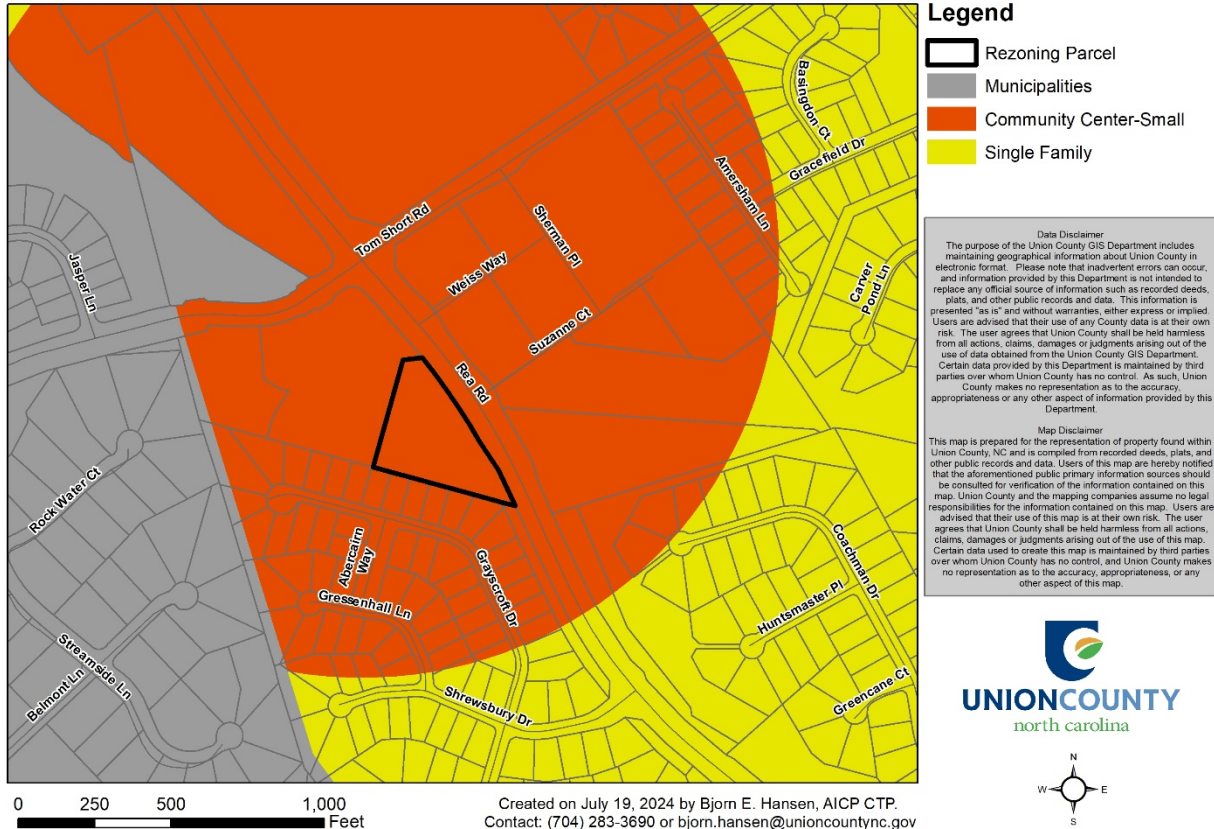 Legend
Rezoning Parcel
Municipalities
Community Center-Small
Single Family
Basingdon Ct
Gracefield Dr
Amersham Ln
Carver
Pond Ln
Tom Short Rd
Sherman Pl
Weiss Way
Suzanne Ct
Jasper Ln
Rea Rd
Rock Water Ct
Abercairn
Way
Grayscroft Dr
Gressenhall Ln
Coachman Dr
Huntsmaster Pl
Greencane Ct
Streamside Ln
Belmont Ln
Shrewsbury Dr
Data Disclaimer
The purpose of the Union County GIS Department includes
maintaining geographical information about Union County in
electronic format. Please note that inadvertent errors can occur,
and information provided by this Department is not intended to
replace any official source of information such as recorded deeds,
plats, and other public records and data. This information is
presented "as is" and without warranties, either express or implied.
Users are advised that their use of any County data is at their own
risk. The user agrees that Union County shall be held harmless
from all actions, claims, damages or judgments arising out of the
use of data obtained from the Union County GIS Department.
Certain data provided by this Department is maintained by third
parties over whom Union County has no control. As such, Union
County makes no representation as to the accuracy,
appropriateness or any other aspect of information provided by this
Department.
Map Disclaimer
This map is prepared for the representation of property found within
Union County, NC and is compiled from recorded deeds, plats, and
other public records and data. Users of this map are hereby notified
that the aforementioned public primary information sources should
be consulted for verification of the information contained on this
map. Union County and the mapping companies assume no legal
responsibilities for the information contained on this map. Users are
advised that their use of this map is at their own risk. The user
agrees that Union County shall be held harmless from all actions,
claims, damages or judgments arising out of the use of this map.
Certain data used to create this map is maintained by third parties
over whom Union County has no control, and Union County makes
no representation as to the accuracy, appropriateness, or any
other aspect of this map.
UNIONCOUNTY
north carolina
N
W E
S
0 250 500 1,000
Feet
Created on July 19, 2024 by Bjorn E. Hansen, AICP CTP.
Contact: (704) 283-3690 or bjorn.hansen@unioncountync.gov